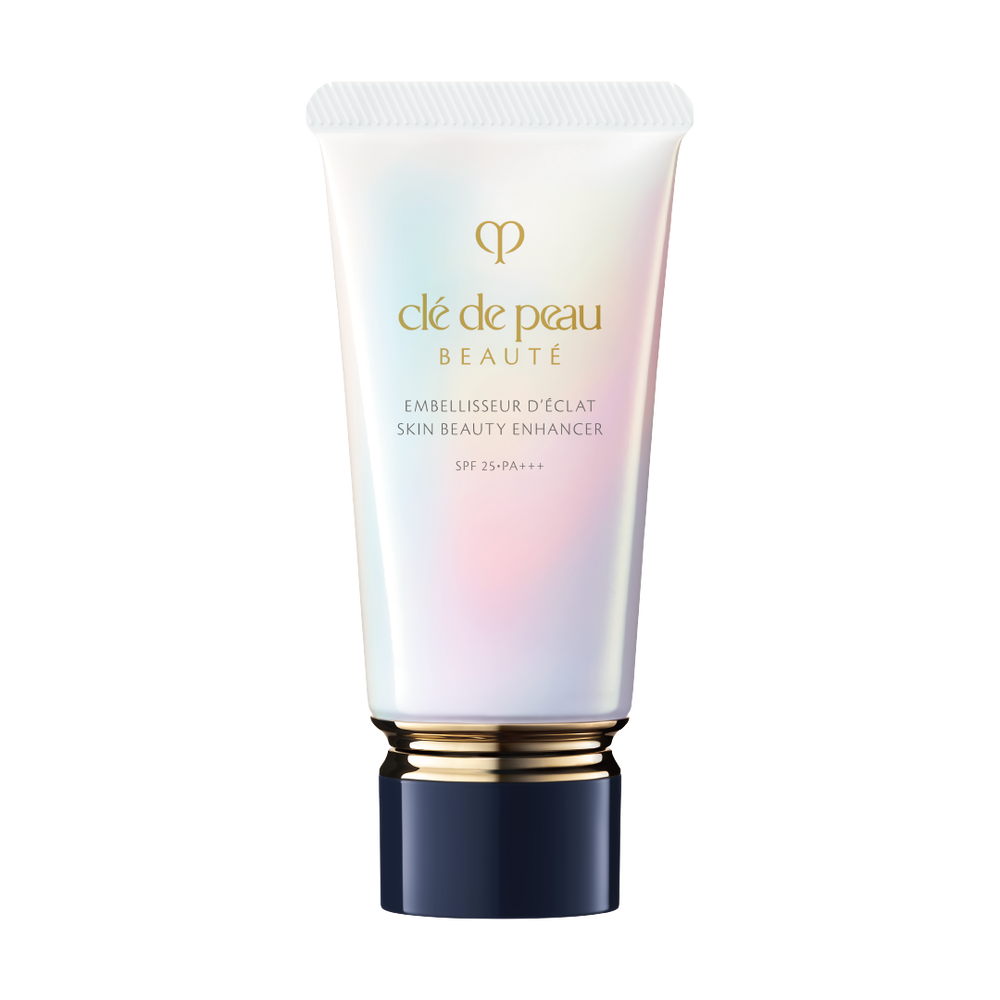 clé de peau
BEAUTÉ
EMBELLISSEUR D'ÉCLAT
SKIN BEAUTY ENHANCER
SPF 25•PA+++